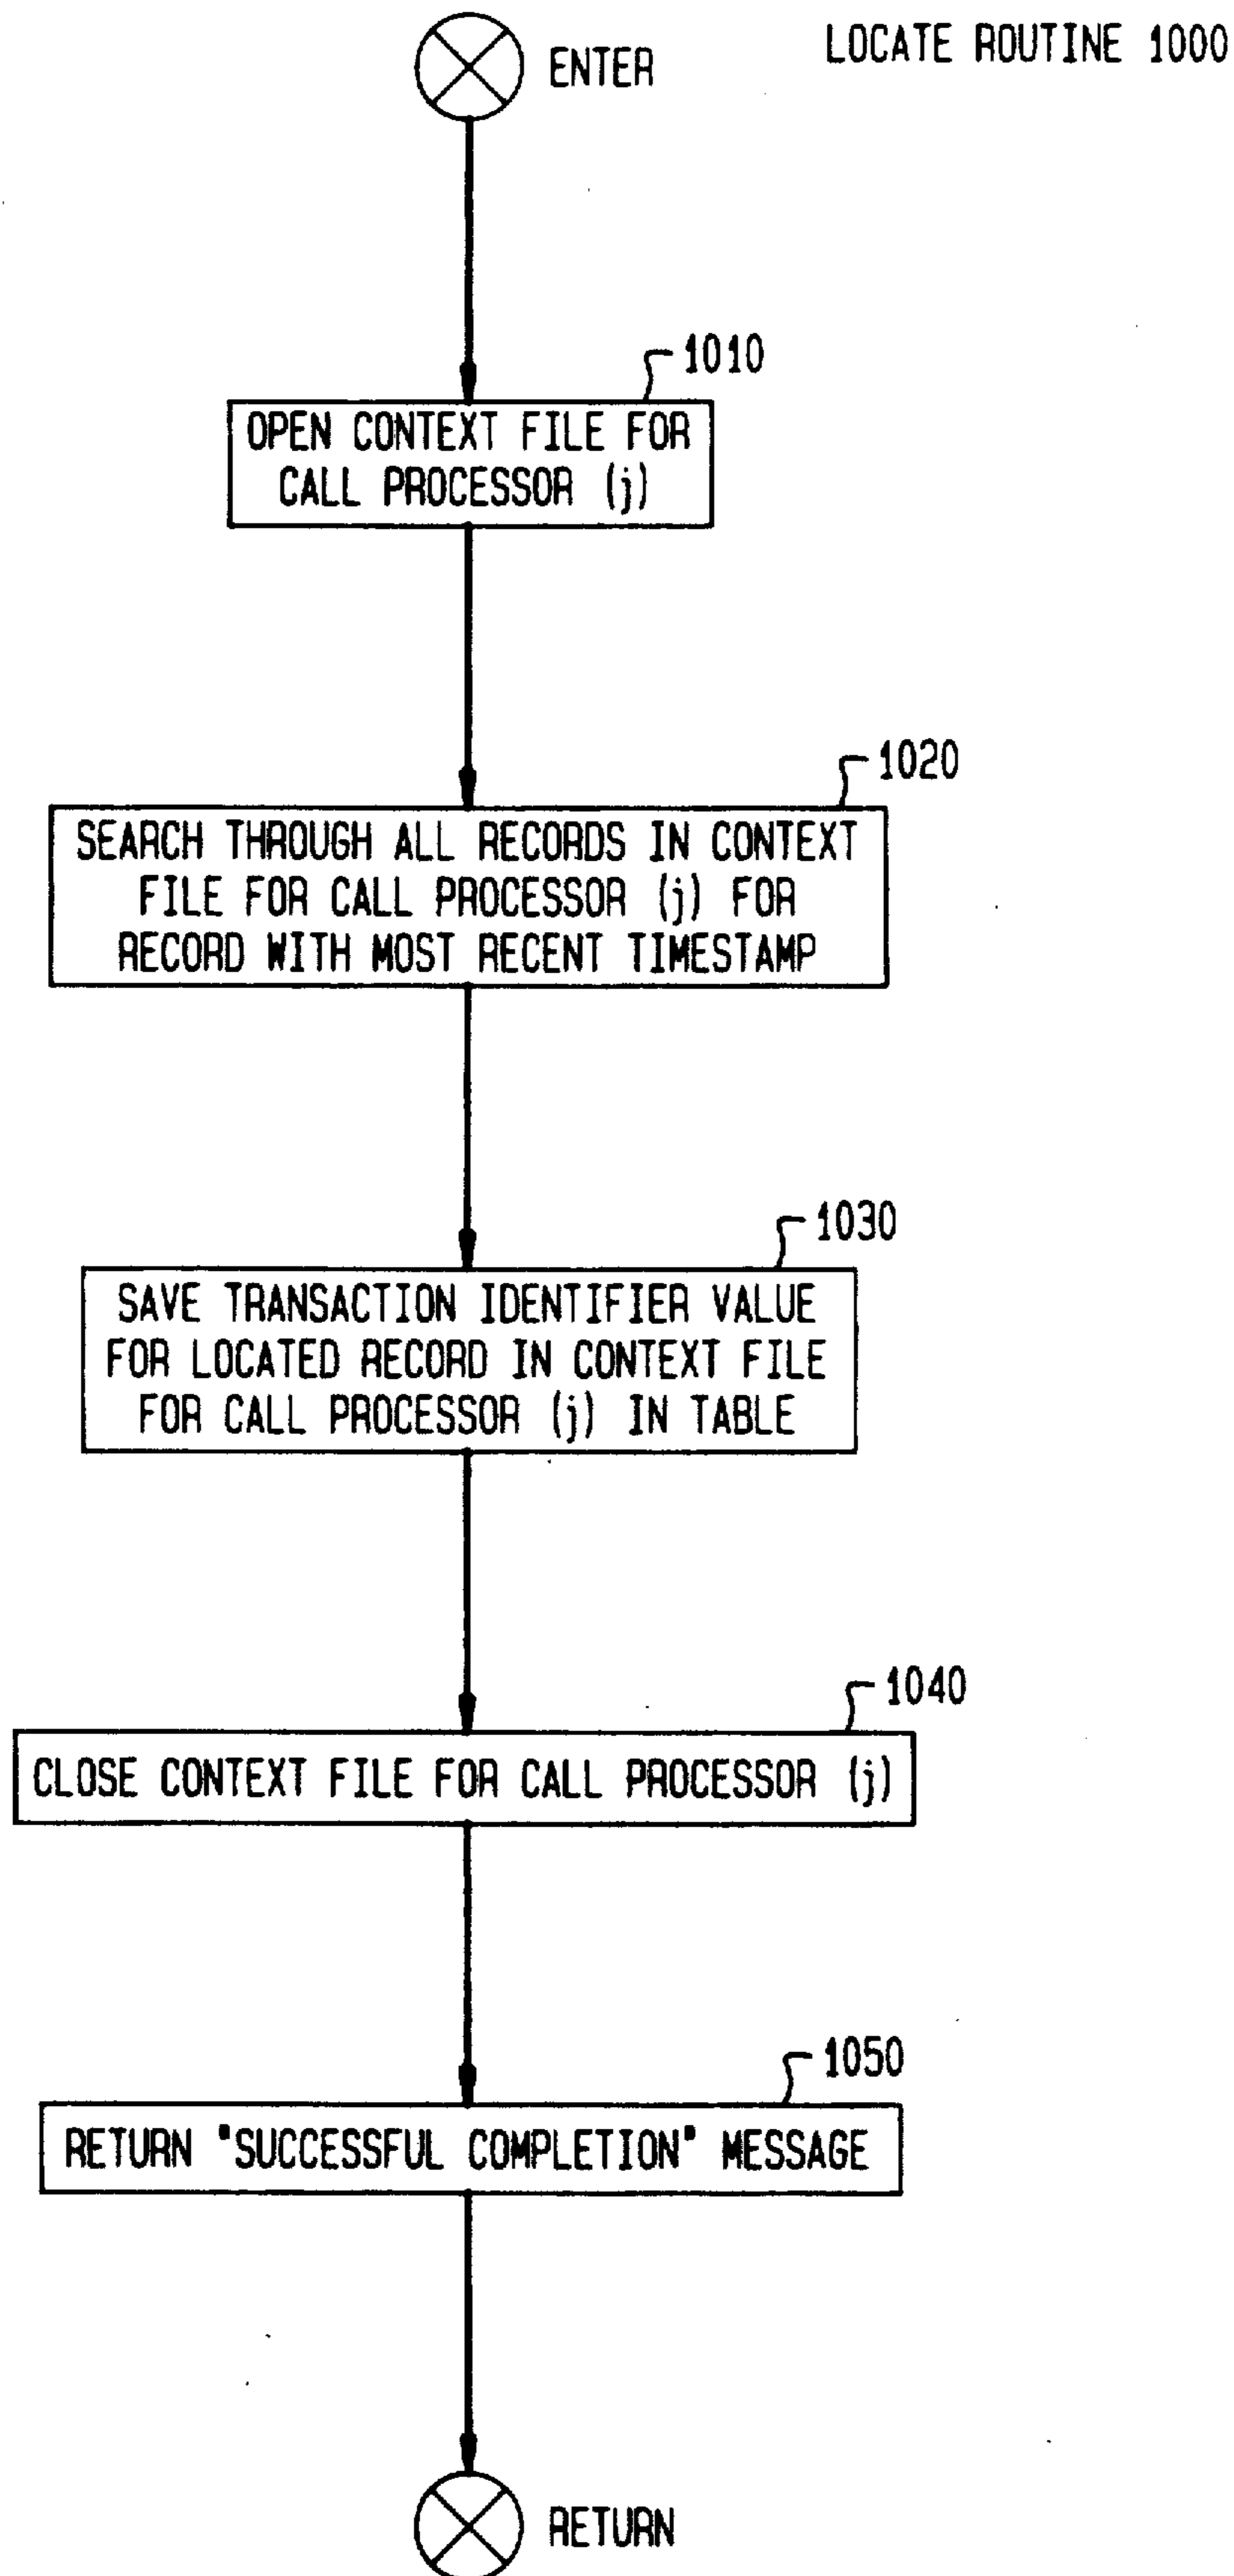 LOCATE ROUTINE 1000
ENTER
1010
OPEN CONTEXT FILE FOR
CALL PROCESSOR (j)
1020
SEARCH THROUGH ALL RECORDS IN CONTEXT
FILE FOR CALL PROCESSOR (j) FOR
RECORD WITH MOST RECENT TIMESTAMP
1030
SAVE TRANSACTION IDENTIFIER VALUE
FOR LOCATED RECORD IN CONTEXT FILE
FOR CALL PROCESSOR (j) IN TABLE
1040
CLOSE CONTEXT FILE FOR CALL PROCESSOR (j)
1050
RETURN "SUCCESSFUL COMPLETION" MESSAGE
RETURN